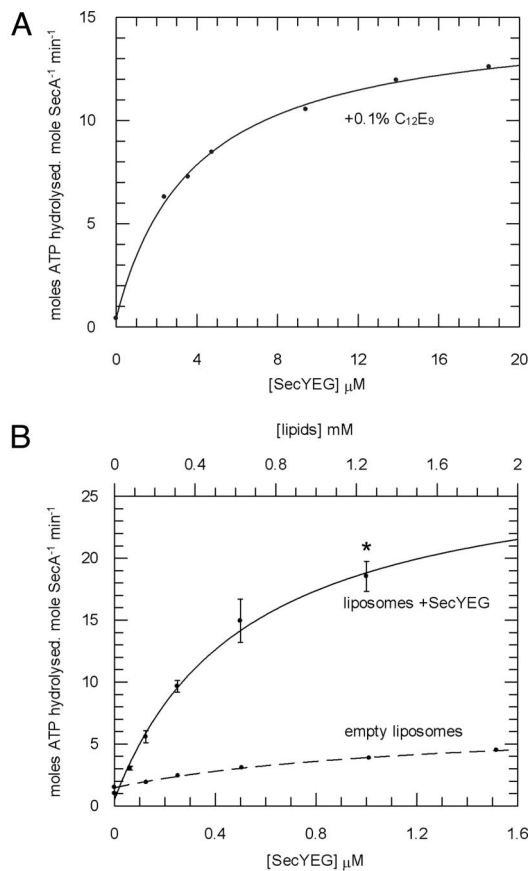 A
15
10
5
0
moles ATP hydrolysed. mole SecA⁻¹ min⁻¹
+0.1% C₁₂E₉
0 4 8 12 16 20
[SecYEG] µM
B
[lipids] mM
0 0.4 0.8 1.2 1.6 2
25
20
15
10
5
0
moles ATP hydrolysed. mole SecA⁻¹ min⁻¹
*
liposomes +SecYEG
empty liposomes
0 0.4 0.8 1.2 1.6
[SecYEG] µM